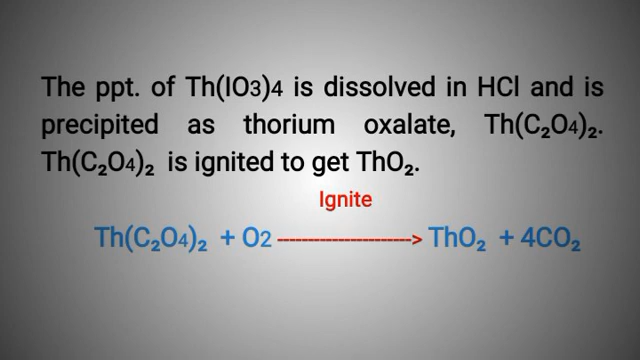 The ppt. of Th(IO3)4 is dissolved in HCl and is
precipited as thorium oxalate, Th(C₂O4)₂.
Th(C₂O4)₂ is ignited to get ThO₂.
Ignite
Th(C₂O4)₂ + O2 ----------------------> ThO₂ + 4CO₂